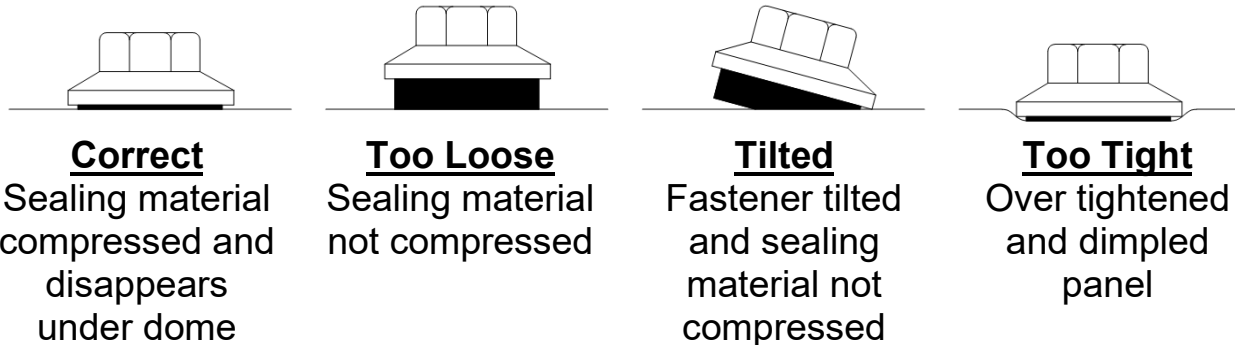 Correct
Sealing material
compressed and
disappears
under dome
Too Loose
Sealing material
not compressed
Tilted
Fastener tilted
and sealing
material not
compressed
Too Tight
Over tightened
and dimpled
panel